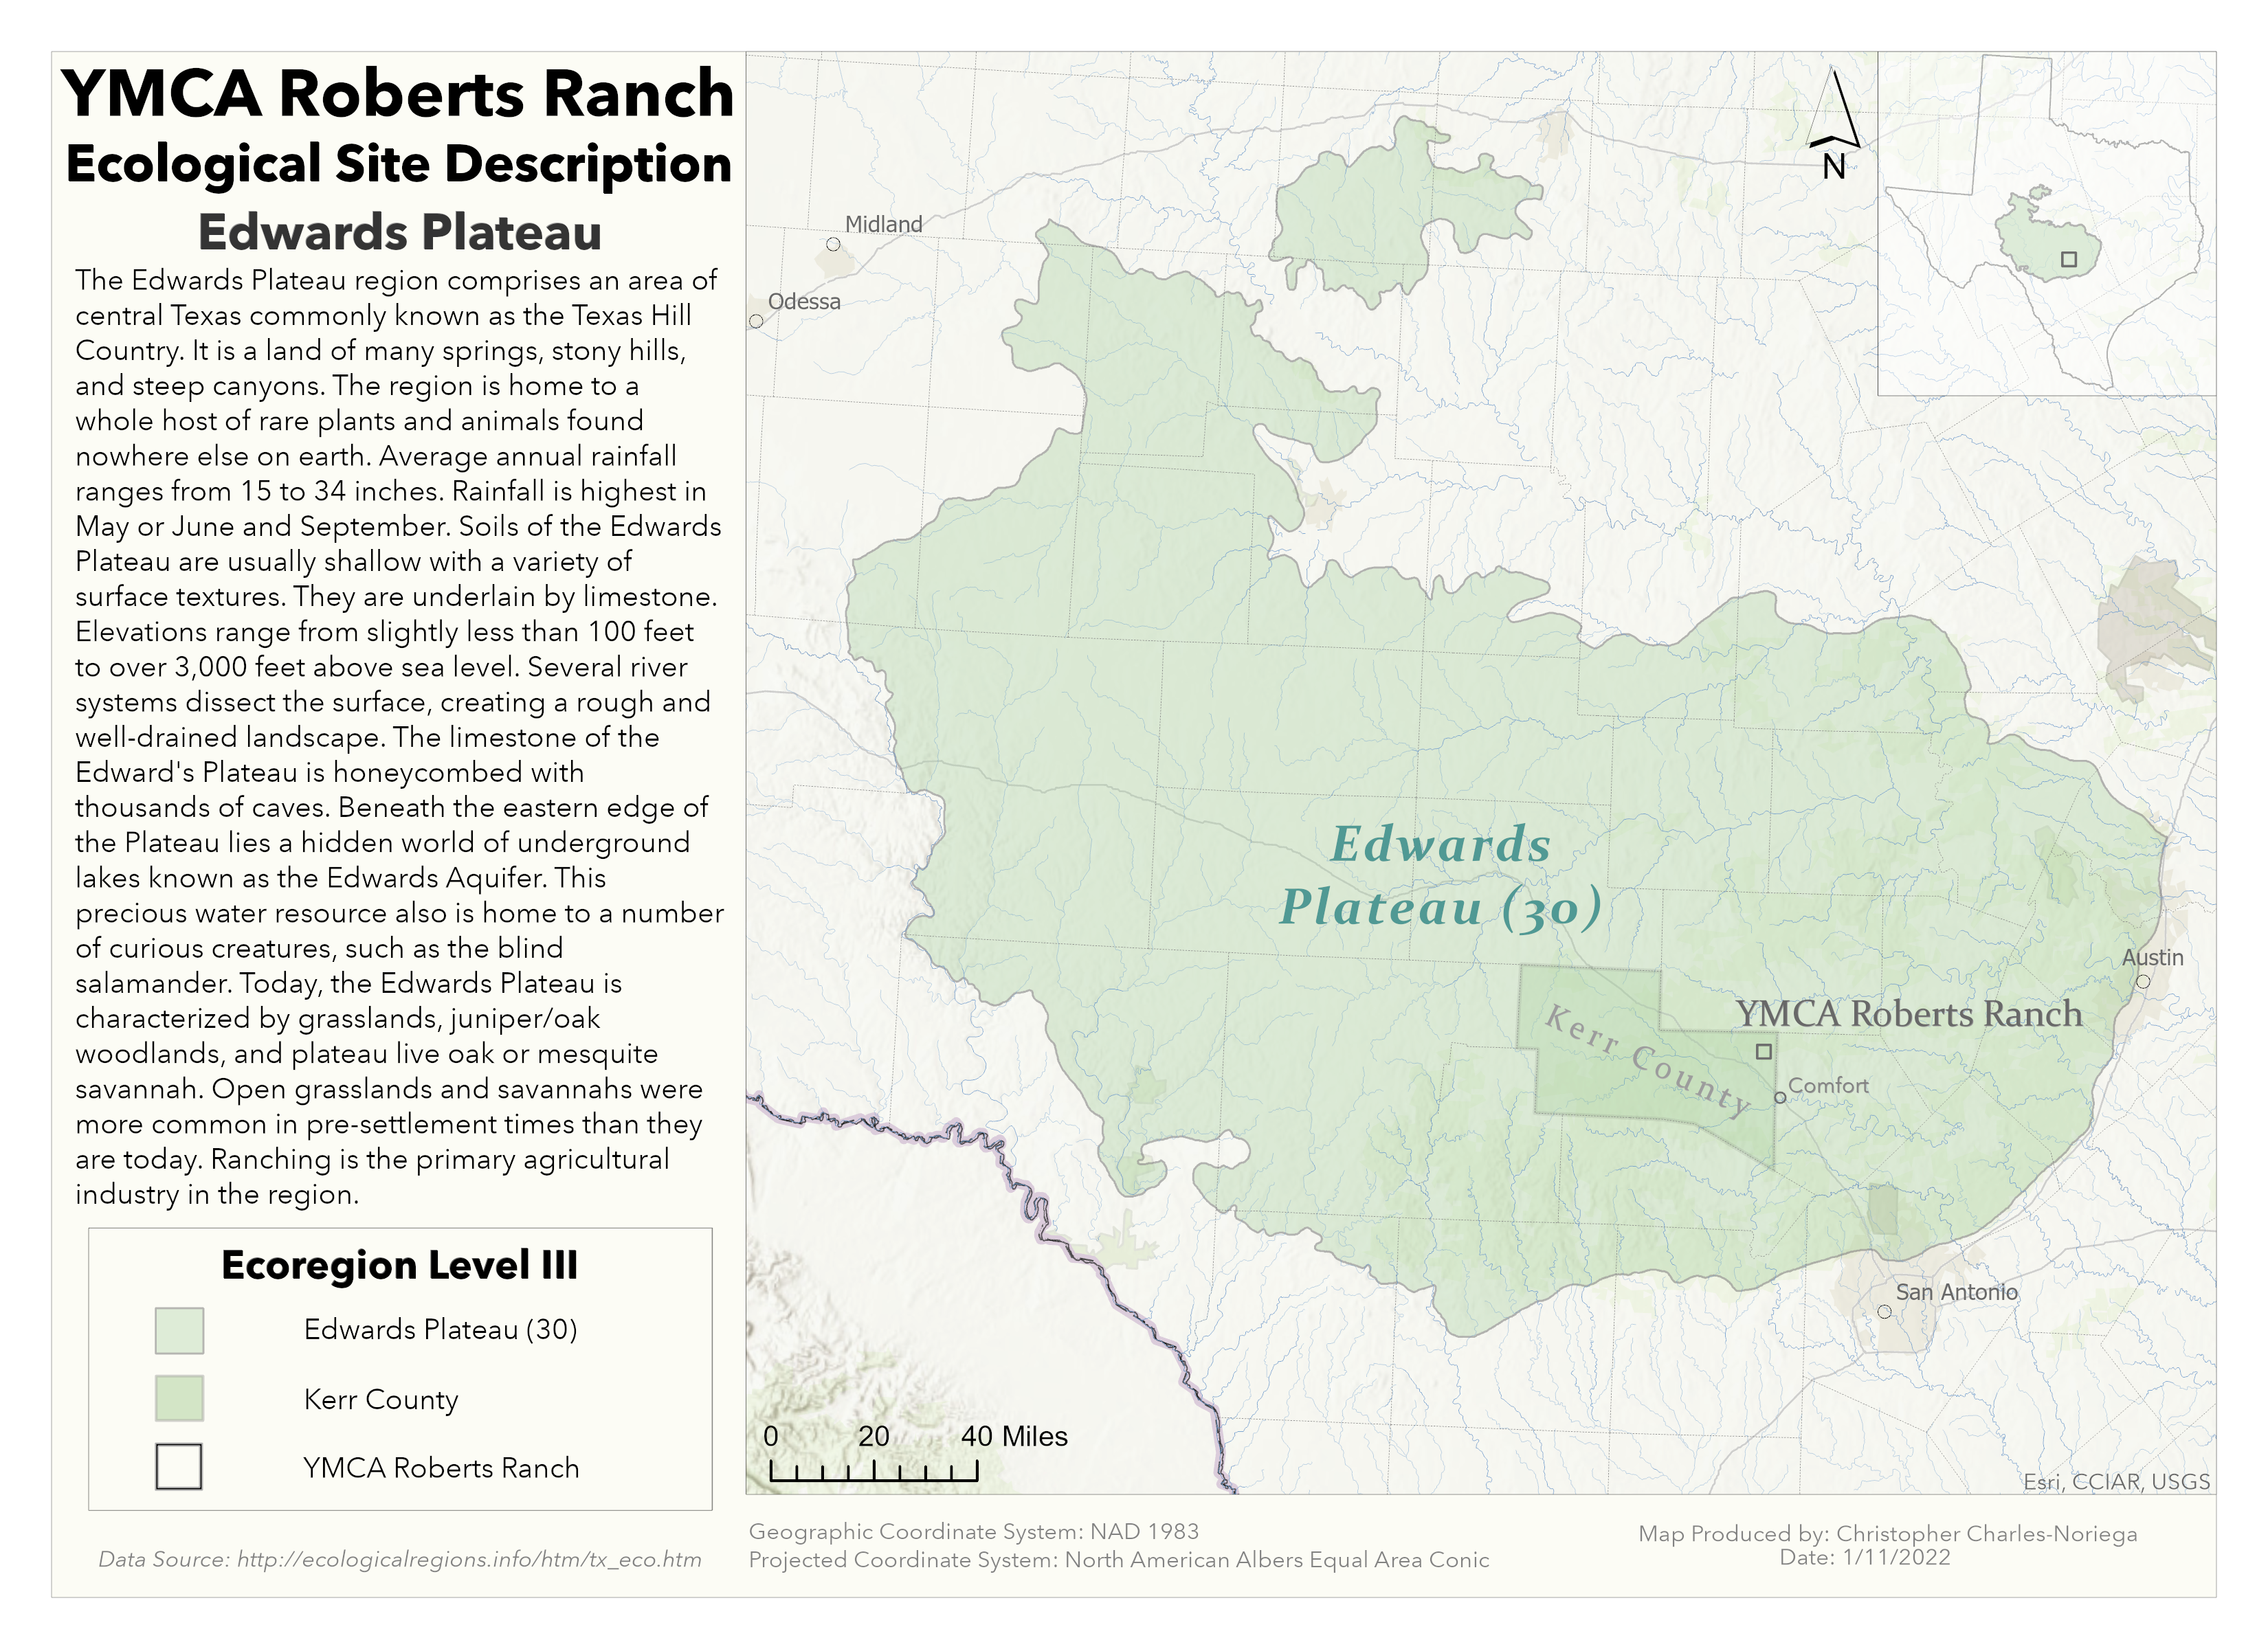 YMCA Roberts Ranch
Ecological Site Description
Edwards Plateau
The Edwards Plateau region comprises an area of
central Texas commonly known as the Texas Hill
Country. It is a land of many springs, stony hills,
and steep canyons. The region is home to a
whole host of rare plants and animals found
nowhere else on earth. Average annual rainfall
ranges from 15 to 34 inches. Rainfall is highest in
May or June and September. Soils of the Edwards
Plateau are usually shallow with a variety of
surface textures. They are underlain by limestone.
Elevations range from slightly less than 100 feet
to over 3,000 feet above sea level. Several river
systems dissect the surface, creating a rough and
well-drained landscape. The limestone of the
Edward's Plateau is honeycombed with
thousands of caves. Beneath the eastern edge of
the Plateau lies a hidden world of underground
lakes known as the Edwards Aquifer. This
precious water resource also is home to a number
of curious creatures, such as the blind
salamander. Today, the Edwards Plateau is
characterized by grasslands, juniper/oak
woodlands, and plateau live oak or mesquite
savannah. Open grasslands and savannahs were
more common in pre-settlement times than they
are today. Ranching is the primary agricultural
industry in the region.
Ecoregion Level III
Edwards Plateau (30)
Kerr County
YMCA Roberts Ranch
Data Source: http://ecologicalregions.info/htm/tx_eco.htm
N
Midland
Odessa
Edwards
Plateau (30)
Austin
YMCA Roberts Ranch
Kerr County
Comfort
San Antonio
0 20 40 Miles
Esri, CCIAR, USGS
Geographic Coordinate System: NAD 1983
Projected Coordinate System: North American Albers Equal Area Conic
Map Produced by: Christopher Charles-Noriega
Date: 1/11/2022